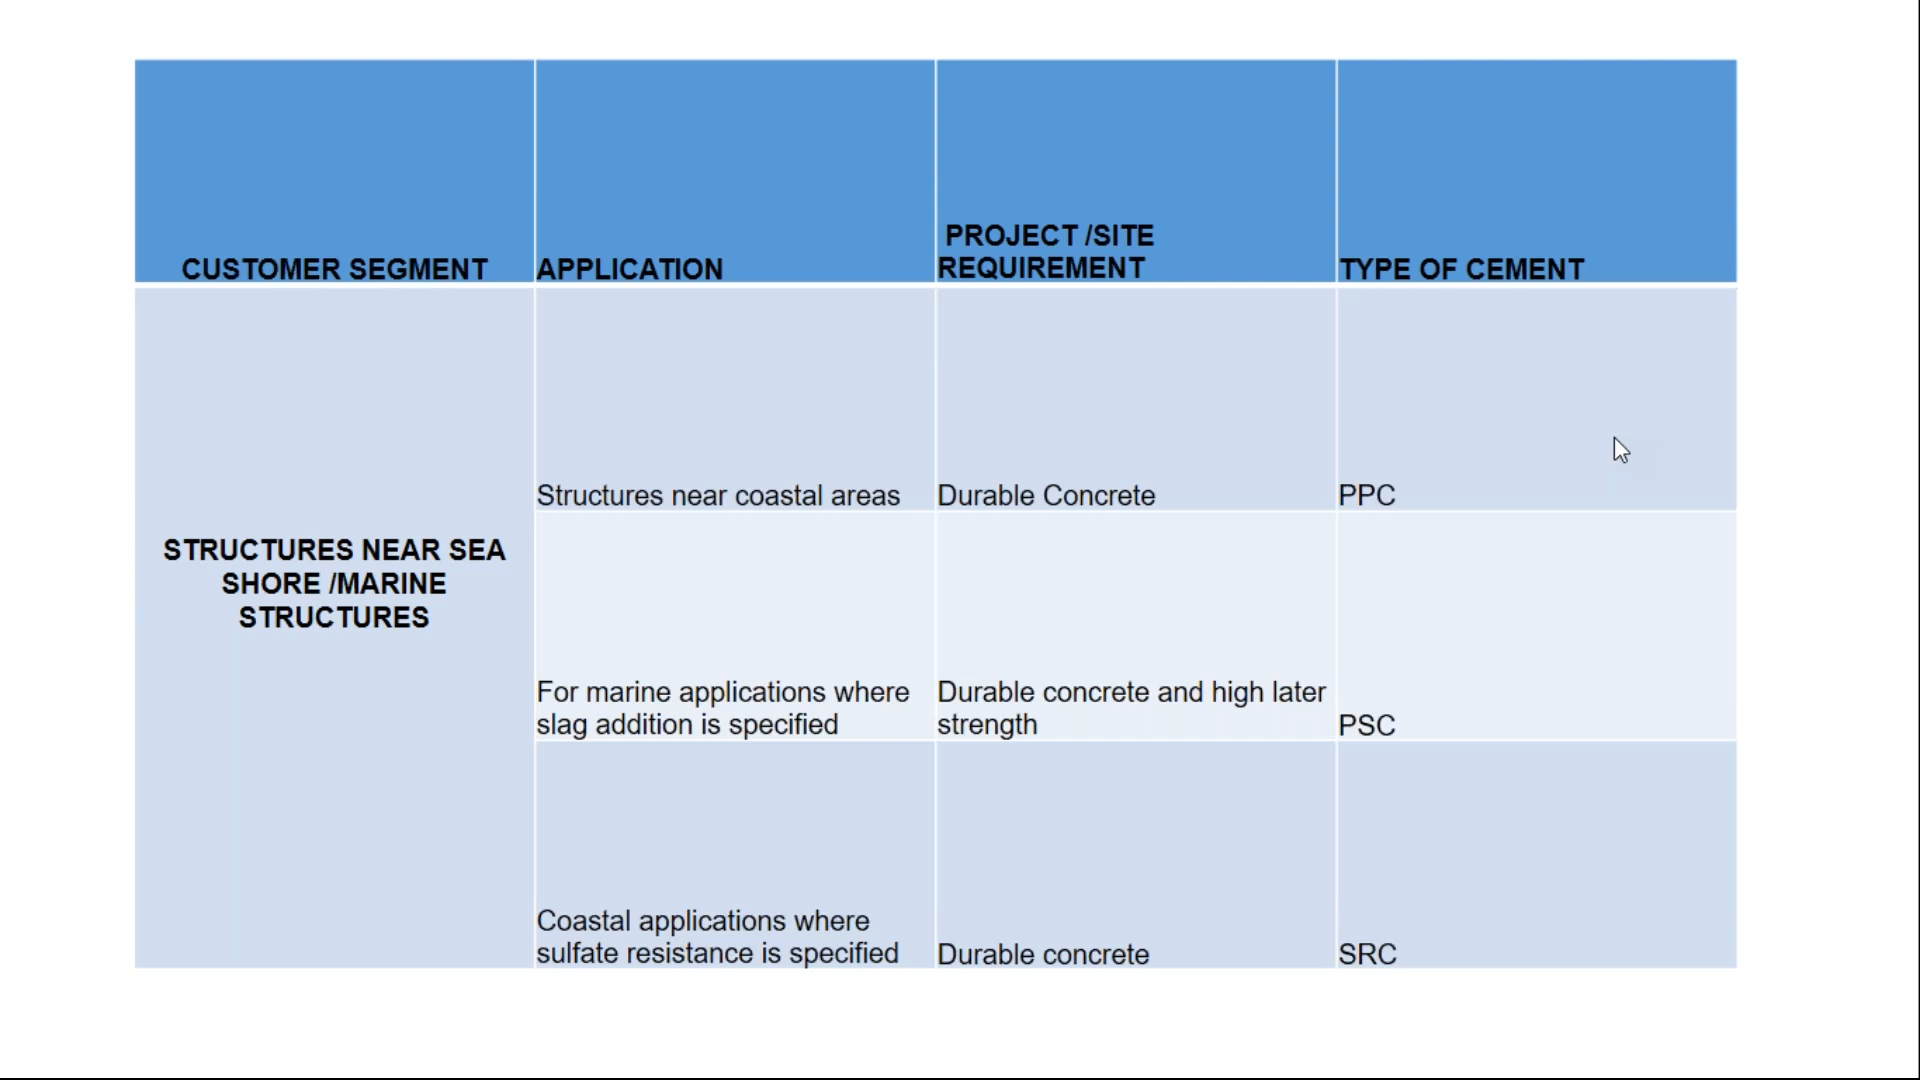 CUSTOMER SEGMENT
APPLICATION
PROJECT /SITE
REQUIREMENT
TYPE OF CEMENT
STRUCTURES NEAR SEA
SHORE /MARINE
STRUCTURES
Structures near coastal areas
Durable Concrete
PPC
For marine applications where
slag addition is specified
Durable concrete and high later
strength
PSC
Coastal applications where
sulfate resistance is specified
Durable concrete
SRC